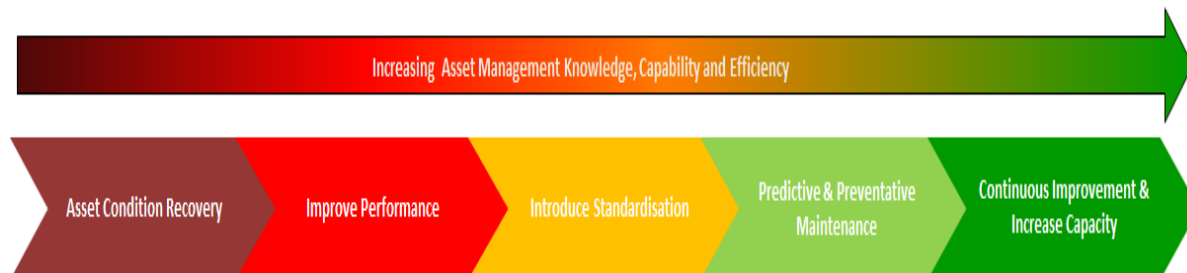 Increasing Asset Management Knowledge, Capability and Efficiency
Asset Condition Recovery
Improve Performance
Introduce Standardisation
Predictive & Preventative
Maintenance
Continuous Improvement &
Increase Capacity